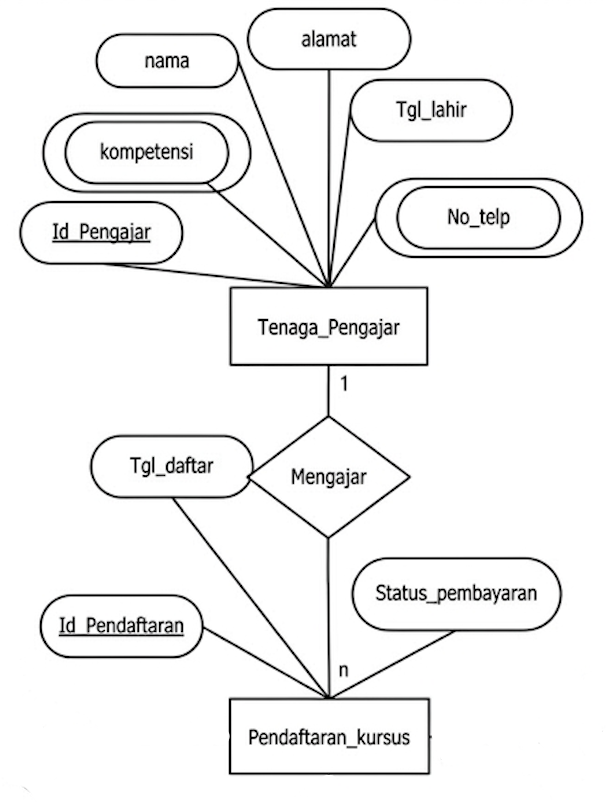 alamat
nama
Tgl_lahir
kompetensi
No_telp
Id_Pengajar
Tenaga_Pengajar
1
Tgl_daftar
Mengajar
Status_pembayaran
Id_Pendaftaran
n
Pendaftaran_kursus